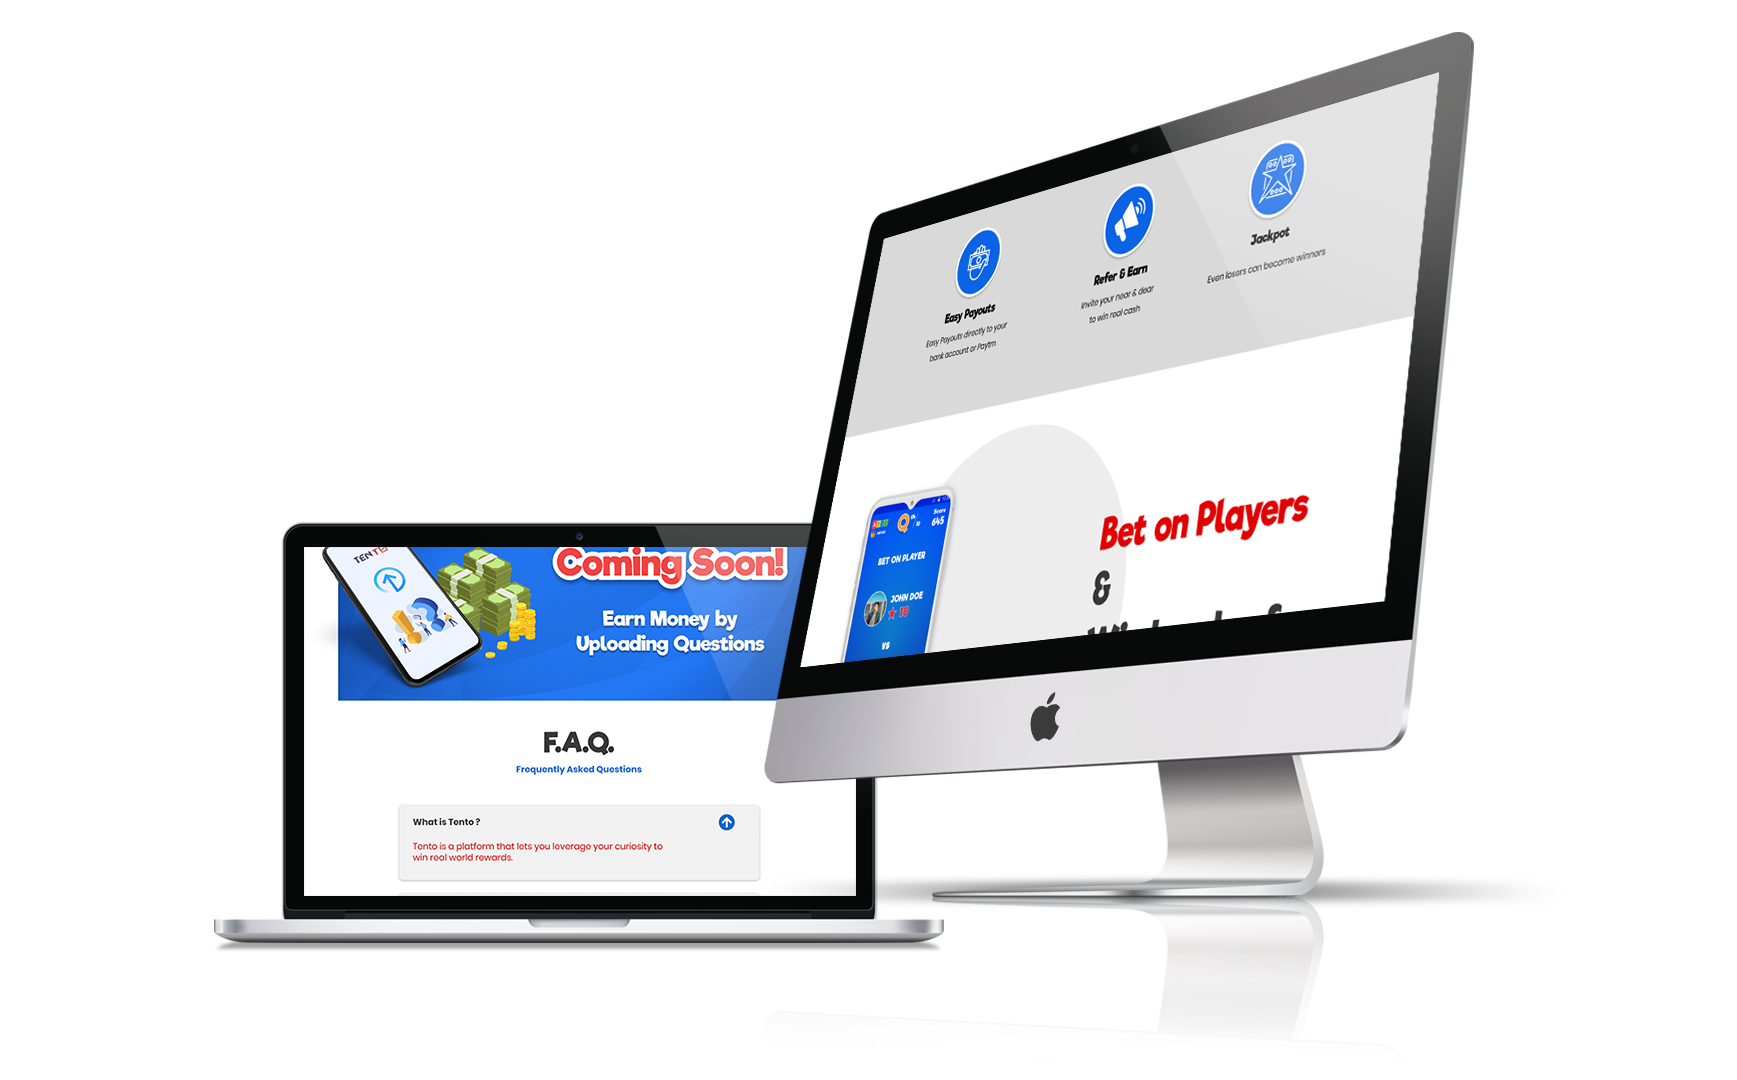 Easy Payouts
Easy Payouts directly to your
bank account or Paytm
Refer & Earn
Invite your near & dear
to win real cash
Jackpot
Even losers can become winners
Bet on Players
&
Score
645
BET ON PLAYER
JOHN DOE
10
VS
TENTO
Coming Soon!
Earn Money by
Uploading Questions
F.A.Q.
Frequently Asked Questions
What is Tento ?
Tento is a platform that lets you leverage your curiosity to
win real world rewards.